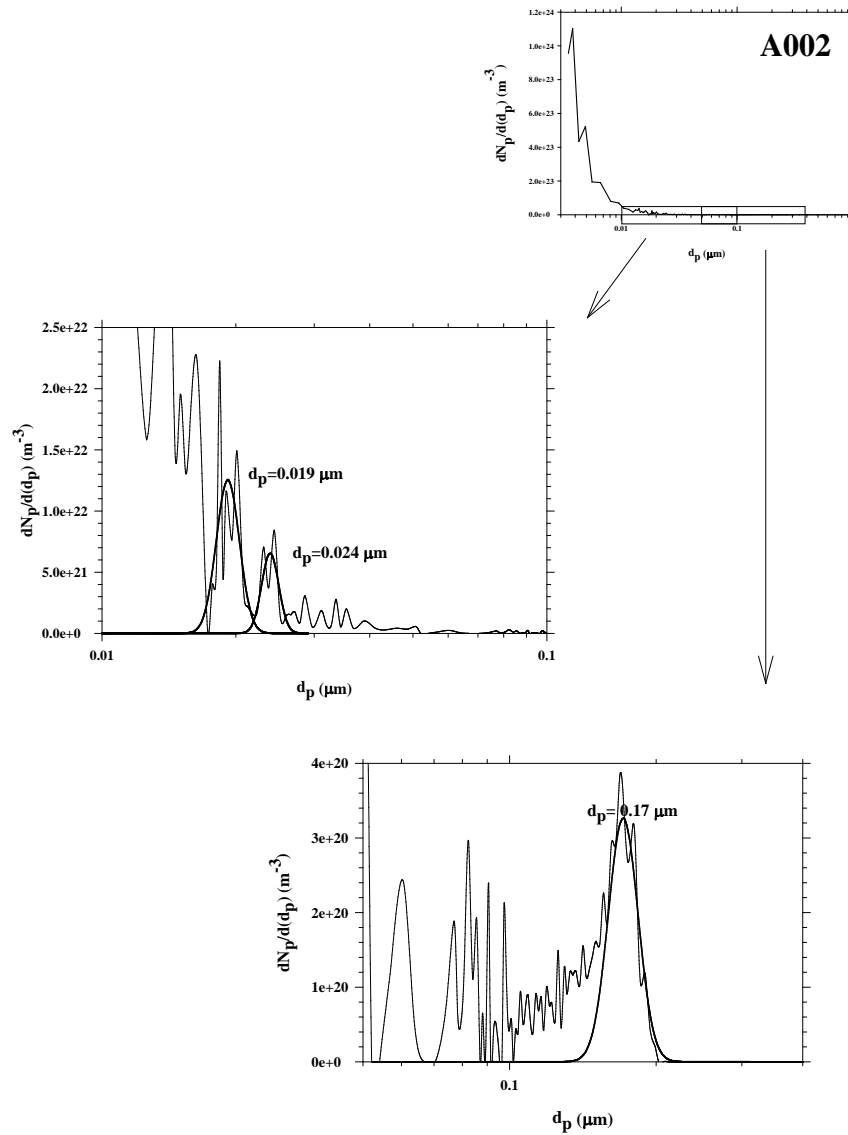 A002
1.2e+24
1.0e+24
8.0e+23
6.0e+23
4.0e+23
2.0e+23
0.0e+0
dNp/d(dp) (m-3)
0.01 0.1
dp (μm)
2.5e+22
2.0e+22
1.5e+22
1.0e+22
5.0e+21
0.0e+0
dNp/d(dp) (m-3)
dp=0.019 μm
dp=0.024 μm
0.01 0.1
dp (μm)
4e+20
3e+20
2e+20
1e+20
0e+0
dNp/d(dp) (m-3)
dp= 0.17 μm
0.1
dp (μm)